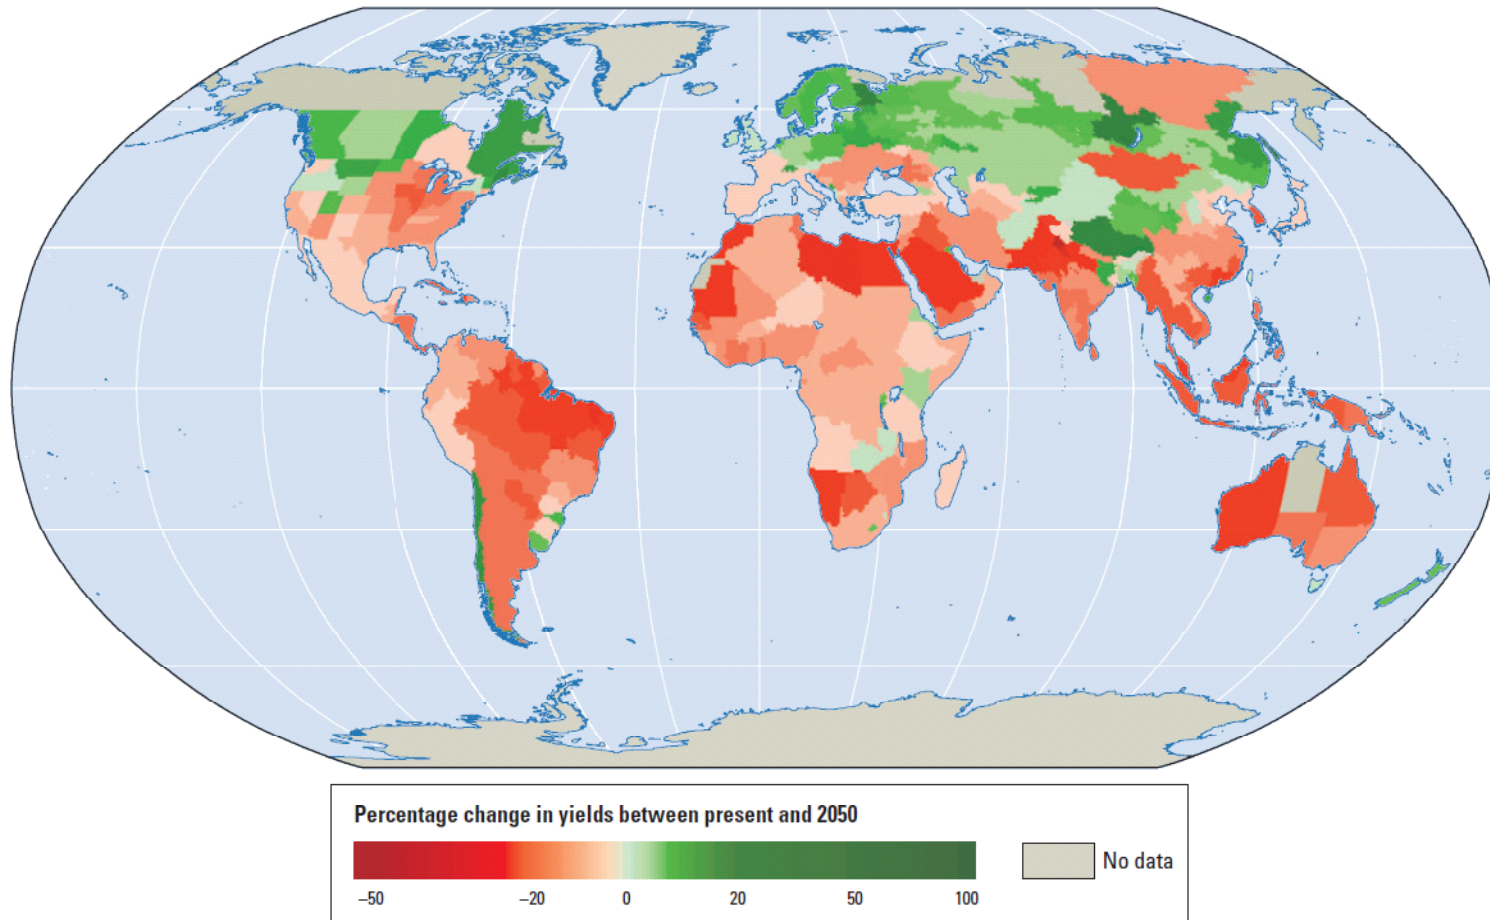 Percentage change in yields between present and 2050
No data
–50 –20 0 20 50 100